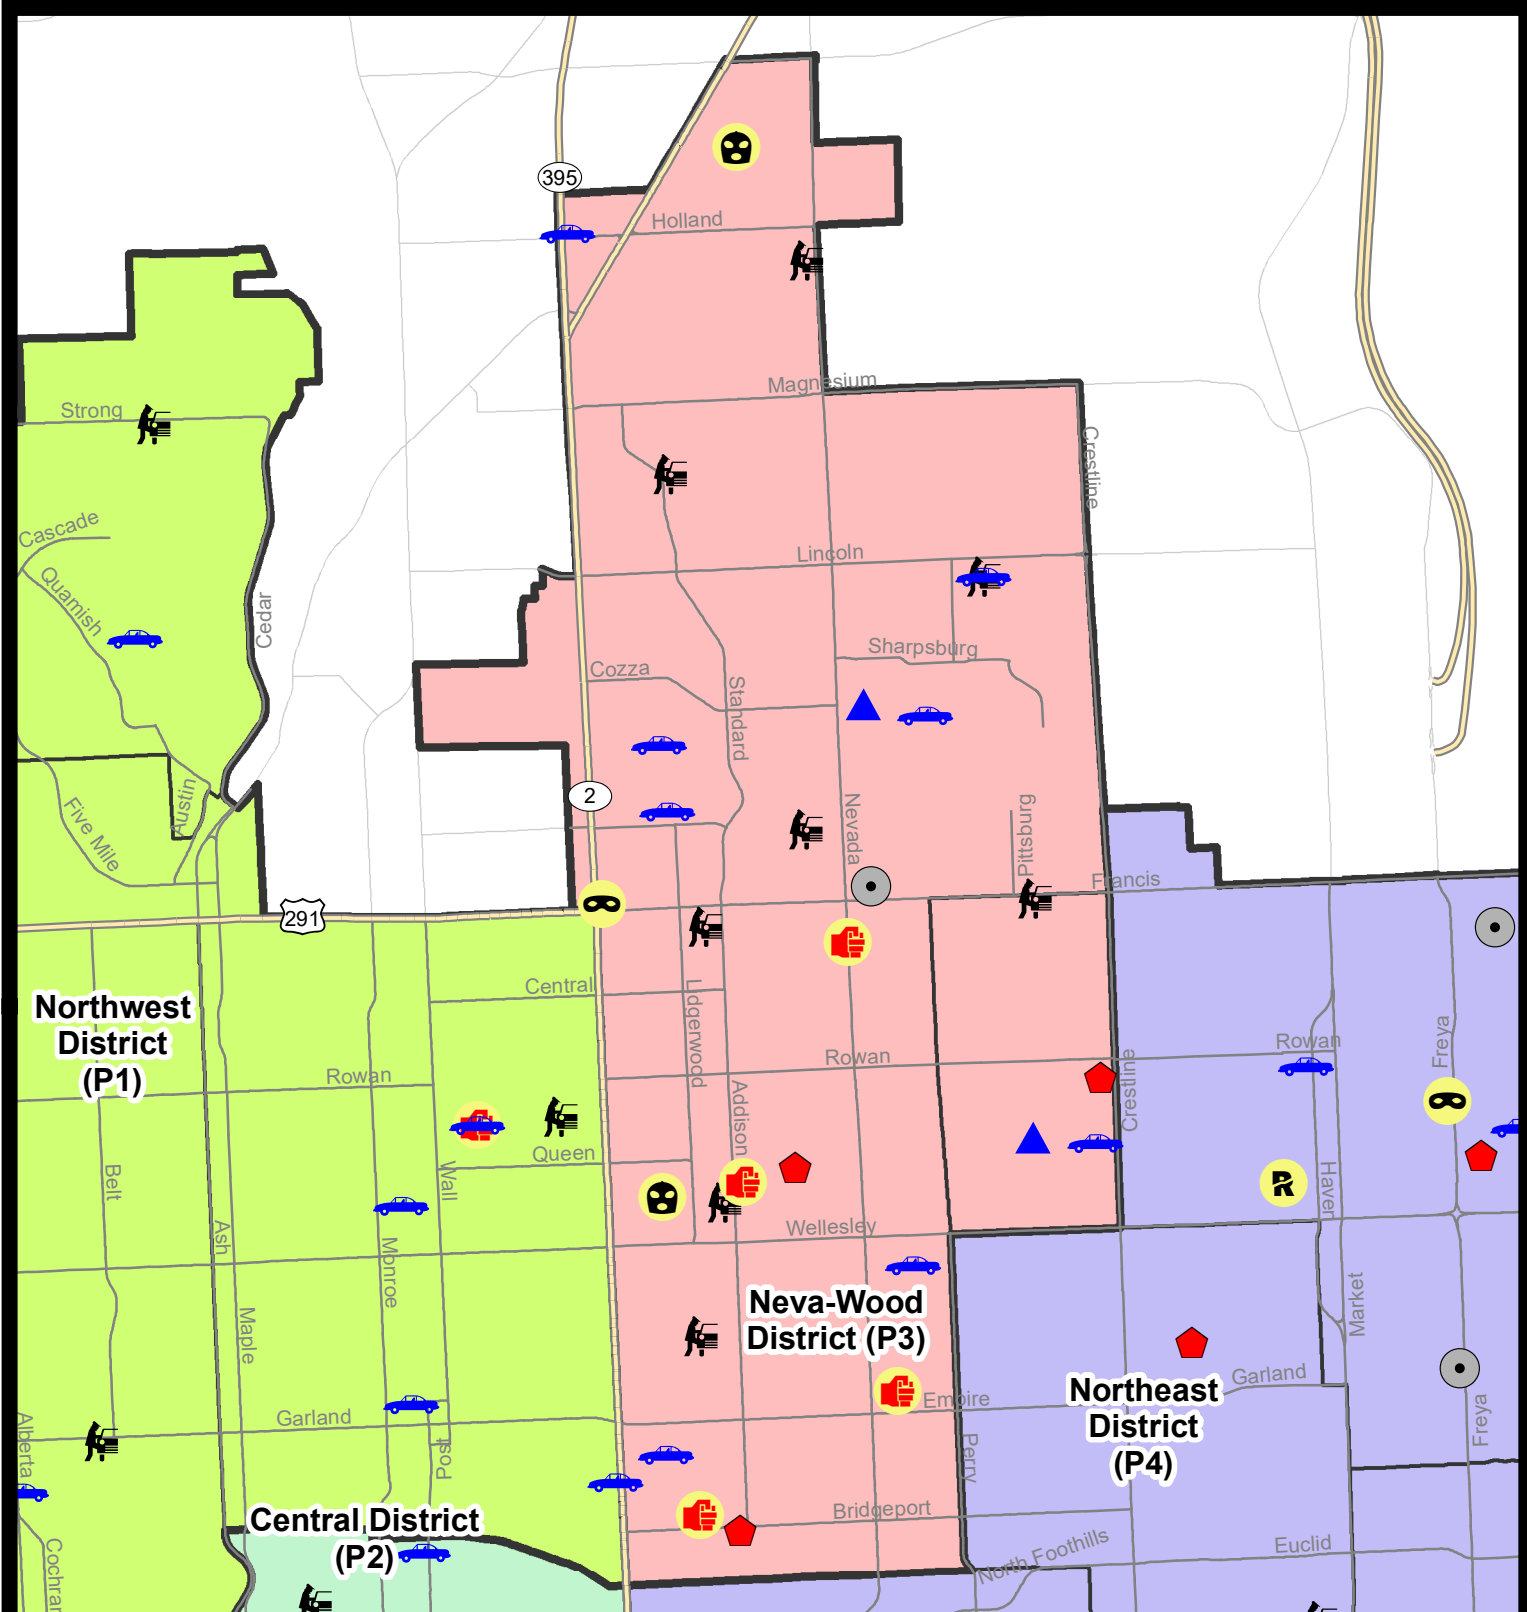 395
Holland
Magnesium
Strong
Crestline
Cascade
Lincoln
Quamish
Cedar
Sharpsburg
Cozza
Standard
2
Nevada
Pittsburg
Austin
Five Mile
Francis
291
Central
Lidgerwood
Northwest
District
(P1)
Rowan
Rowan
Rowan
Freya
Crestline
Addison
Queen
Wall
Belt
Haven
Ash
Wellesley
Monroe
Neva-Wood
District (P3)
Market
Maple
Northeast
District
(P4)
Garland
Empire
Garland
Freya
Alberta
Post
Perry
Bridgeport
Central District
(P2)
North Foothills
Euclid